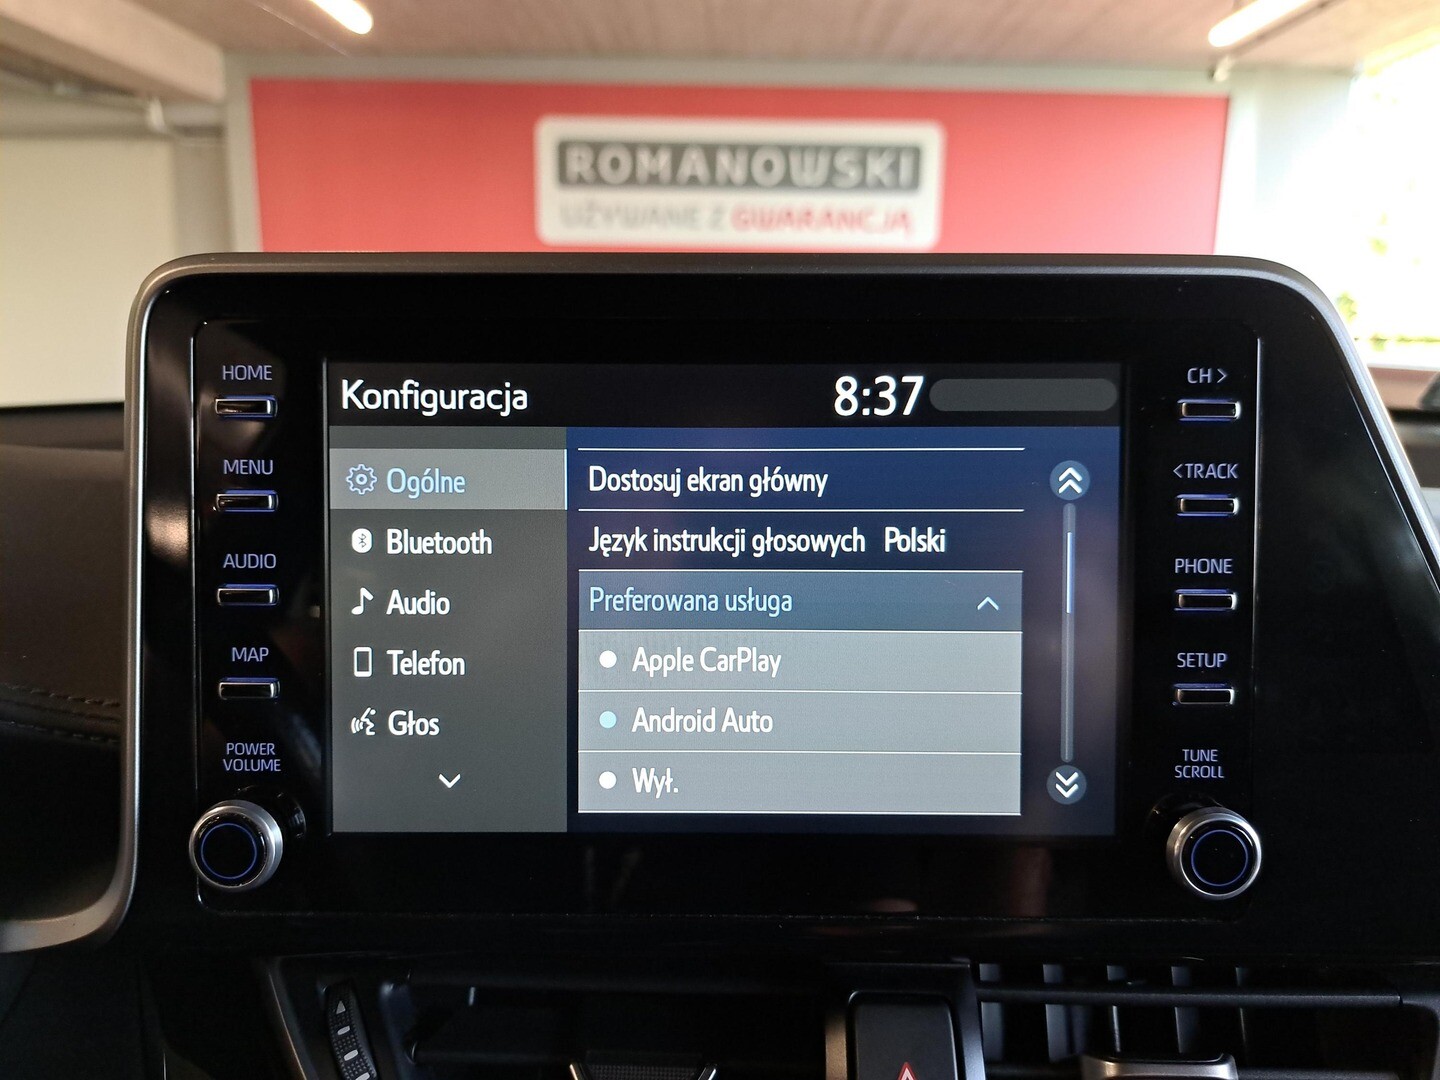 ROMANOWSKI
UŻYWANE Z GWARANCJĄ
HOME
MENU
AUDIO
MAP
POWER
VOLUME
Konfiguracja
8:37
Ogólne
Bluetooth
Audio
Telefon
Głos
Dostosuj ekran główny
Język instrukcji głosowych Polski
Preferowana usługa
Apple CarPlay
Android Auto
Wył.
CH >
< TRACK
PHONE
SETUP
TUNE
SCROLL